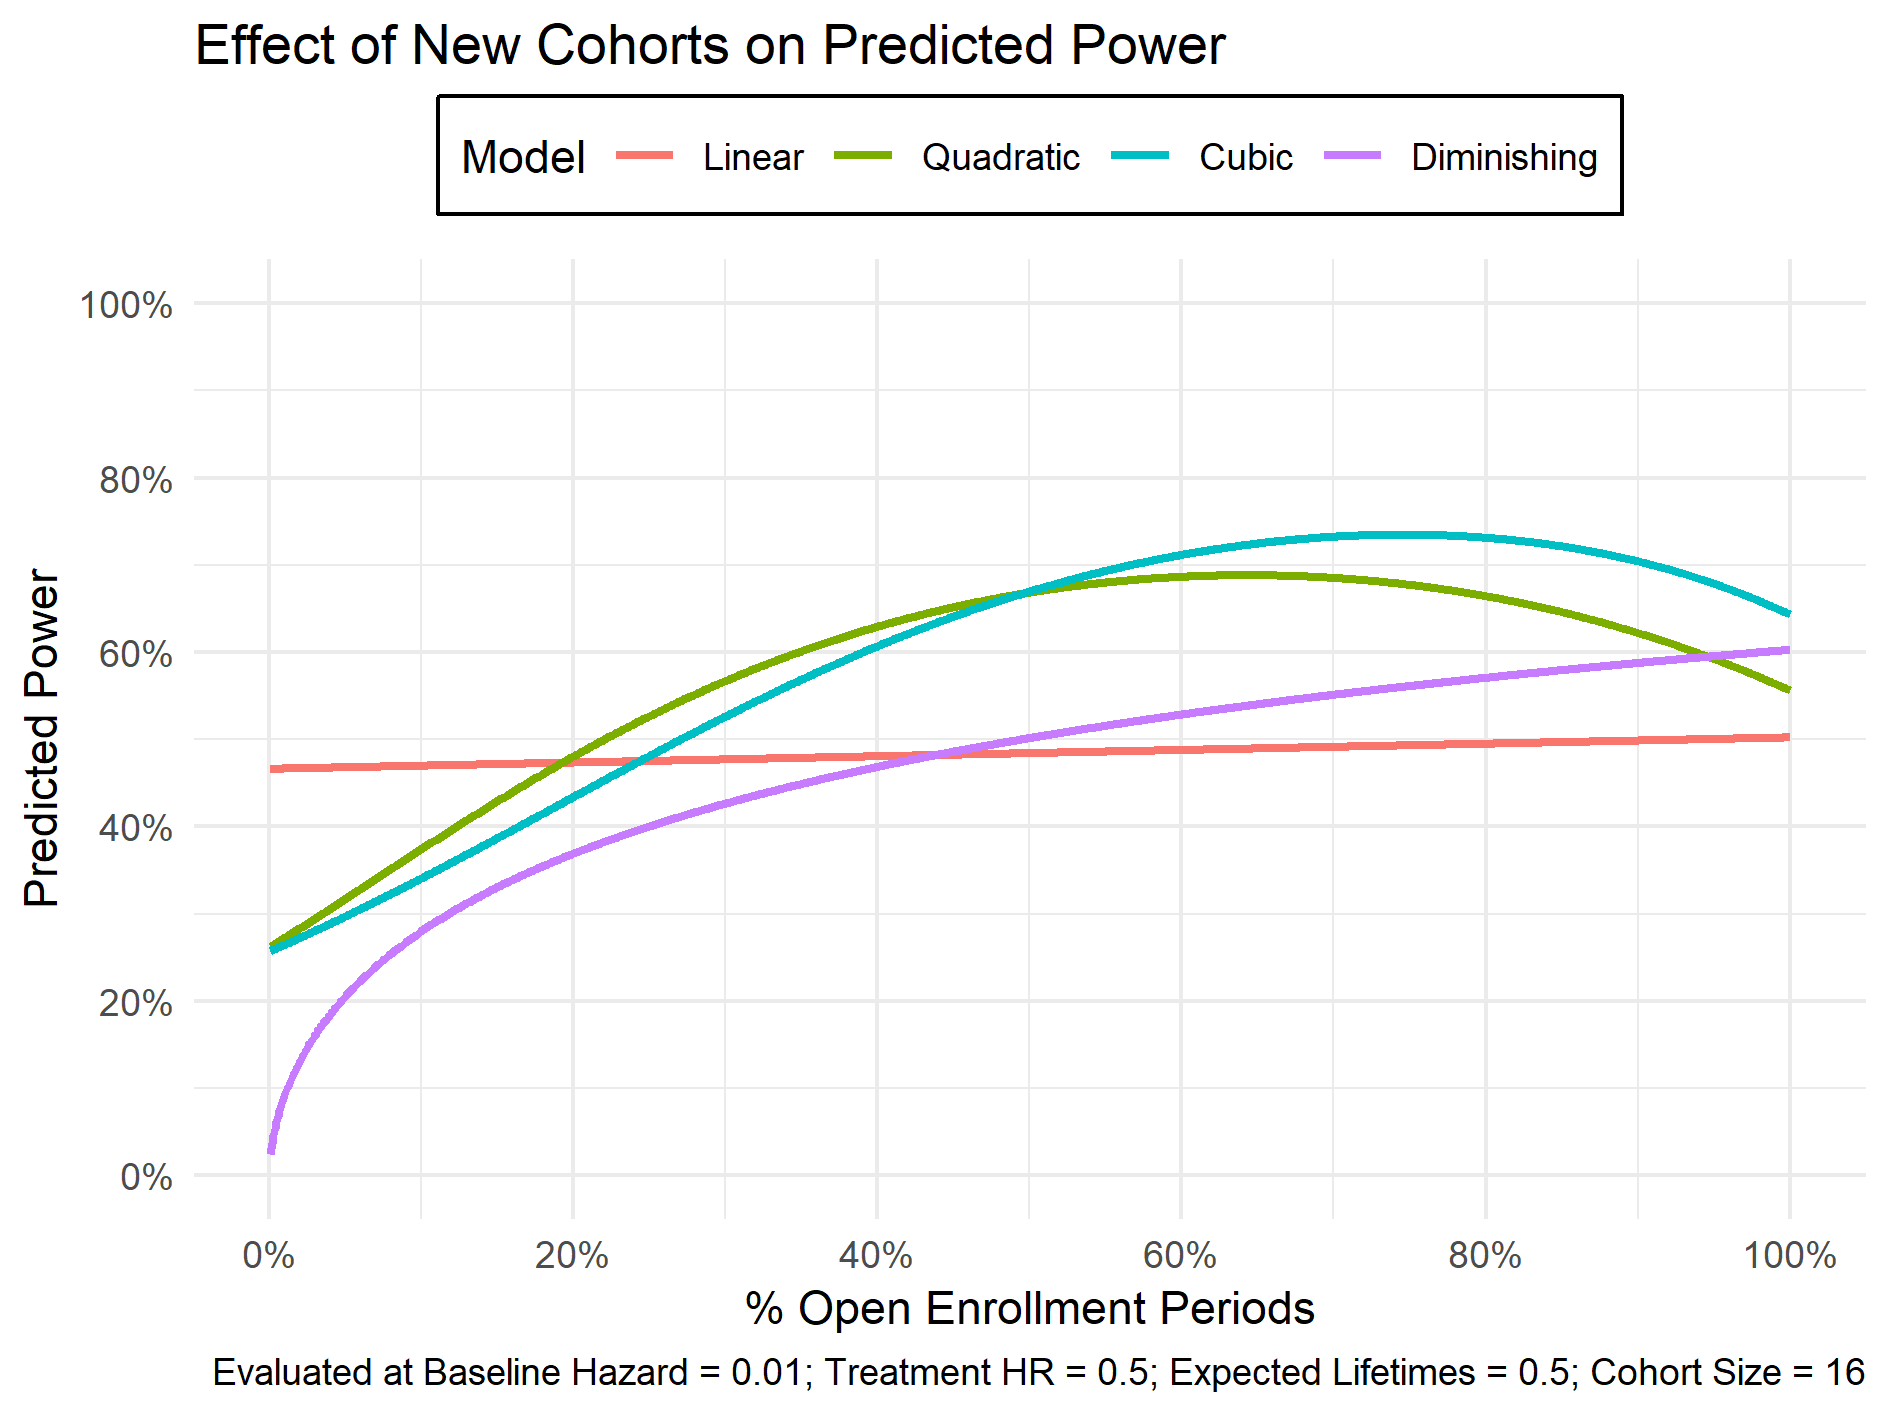 Effect of New Cohorts on Predicted Power
Model Linear Quadratic Cubic Diminishing
100%
80%
60%
40%
20%
0%
Predicted Power
0% 20% 40% 60% 80% 100%
% Open Enrollment Periods
Evaluated at Baseline Hazard = 0.01; Treatment HR = 0.5; Expected Lifetimes = 0.5; Cohort Size = 16